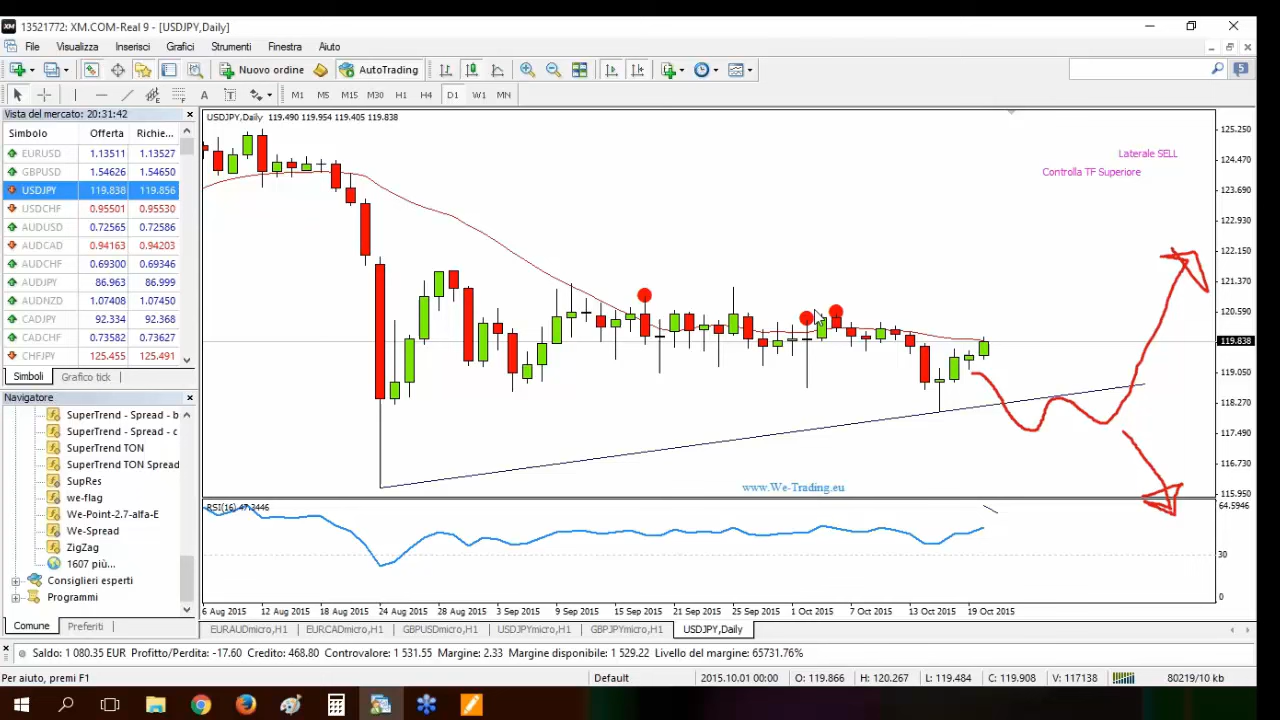 13521772: XM.COM-Real 9 - [USDJPY,Daily]
File Visualizza Inserisci Grafici Strumenti Finestra Aiuto
Nuovo ordine AutoTrading 5
A T M1 M5 M15 M30 H1 H4 D1 W1 MN
Vista del mercato: 20:31:42
Simbolo Offerta Richie...
EURUSD 1.13511 1.13527
GBPUSD 1.54626 1.54650
USDJPY 119.838 119.856
USDCHF 0.95501 0.95530
AUDUSD 0.72565 0.72586
AUDCAD 0.94163 0.94203
AUDCHF 0.69300 0.69346
AUDJPY 86.963 86.999
AUDNZD 1.07408 1.07450
CADJPY 92.334 92.368
CADCHF 0.73582 0.73627
CHFJPY 125.455 125.491
Simboli Grafico tick
Navigatore
SuperTrend - Spread - b
SuperTrend - Spread - c
SuperTrend TON
SuperTrend TON Spread
SupRes
we-flag
We-Point-2.7-alfa-E
We-Spread
ZigZag
1607 più...
Consiglieri esperti
Programmi
Comune Preferiti
USDJPY,Daily 119.490 119.954 119.405 119.838
Laterale SELL
Controlla TF Superiore
125.250
124.470
123.690
122.930
122.150
121.370
120.590
119.838
119.050
118.270
117.490
116.730
115.950
www.We-Trading.eu
RSI(16) 47.3446
64.5946
30
0
6 Aug 2015 12 Aug 2015 18 Aug 2015 24 Aug 2015 28 Aug 2015 3 Sep 2015 9 Sep 2015 15 Sep 2015 21 Sep 2015 25 Sep 2015 1 Oct 2015 7 Oct 2015 13 Oct 2015 19 Oct 2015
EURAUDmicro,H1 EURCADmicro,H1 GBPUSDmicro,H1 USDJPYmicro,H1 GBPJPYmicro,H1 USDJPY,Daily
Saldo: 1 080.35 EUR Profitto/Perdita: -17.60 Credito: 468.80 Controvalore: 1 531.55 Margine: 2.33 Margine disponibile: 1 529.22 Livello del margine: 65731.76%
Per aiuto, premi F1 Default 2015.10.01 00:00 O: 119.866 H: 120.267 L: 119.484 C: 119.908 V: 117138 80219/10 kb